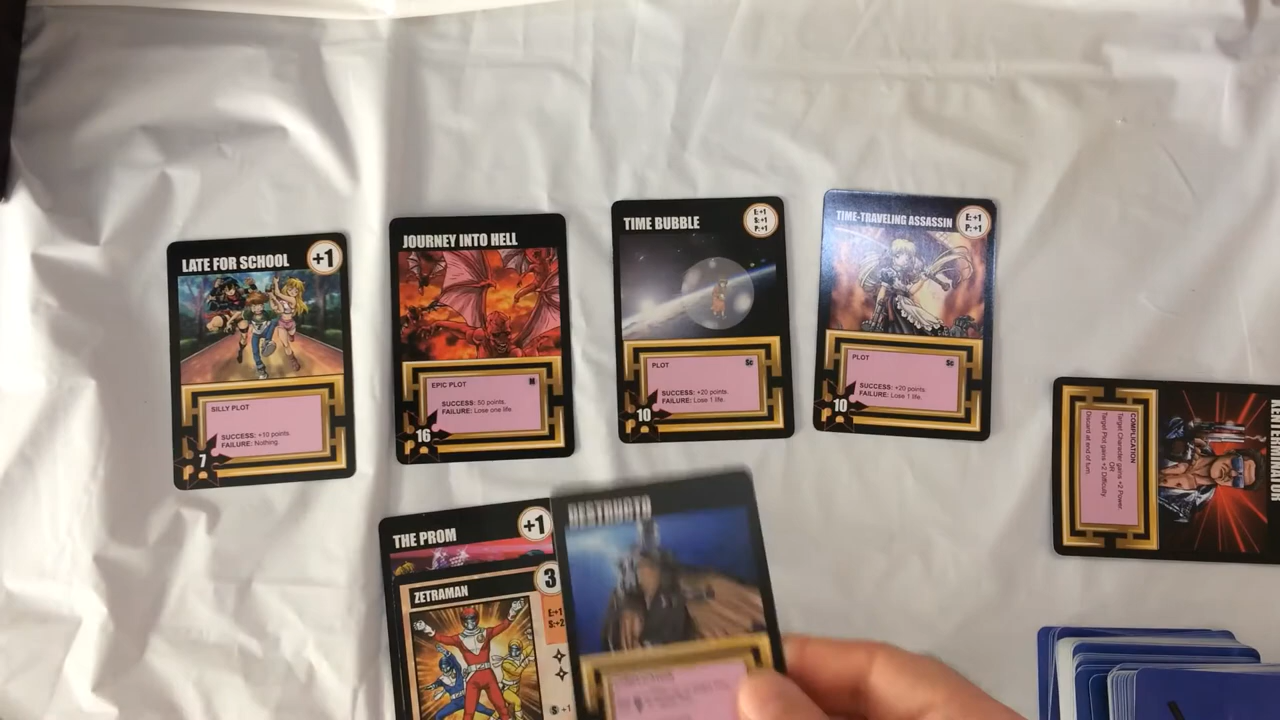 LATE FOR SCHOOL
+1
SILLY PLOT
SUCCESS: +10 points.
FAILURE: Nothing.
7
JOURNEY INTO HELL
EPIC PLOT
M
SUCCESS: 50 points.
FAILURE: Lose one life.
16
TIME BUBBLE
E:+1
S:+1
P:+1
PLOT
Sc
SUCCESS: +20 points.
FAILURE: Lose 1 life.
10
TIME-TRAVELING ASSASSIN
E:+1
P:+1
PLOT
Sc
SUCCESS: +20 points.
FAILURE: Lose 1 life.
10
COMPLICATION
Target Character gains +2 Power.
OR
Target Plot gains +2 Difficulty.
Discard at end of turn.
THE PROM
+1
ZETRAMAN
3
E:+1
S:+2
S +1